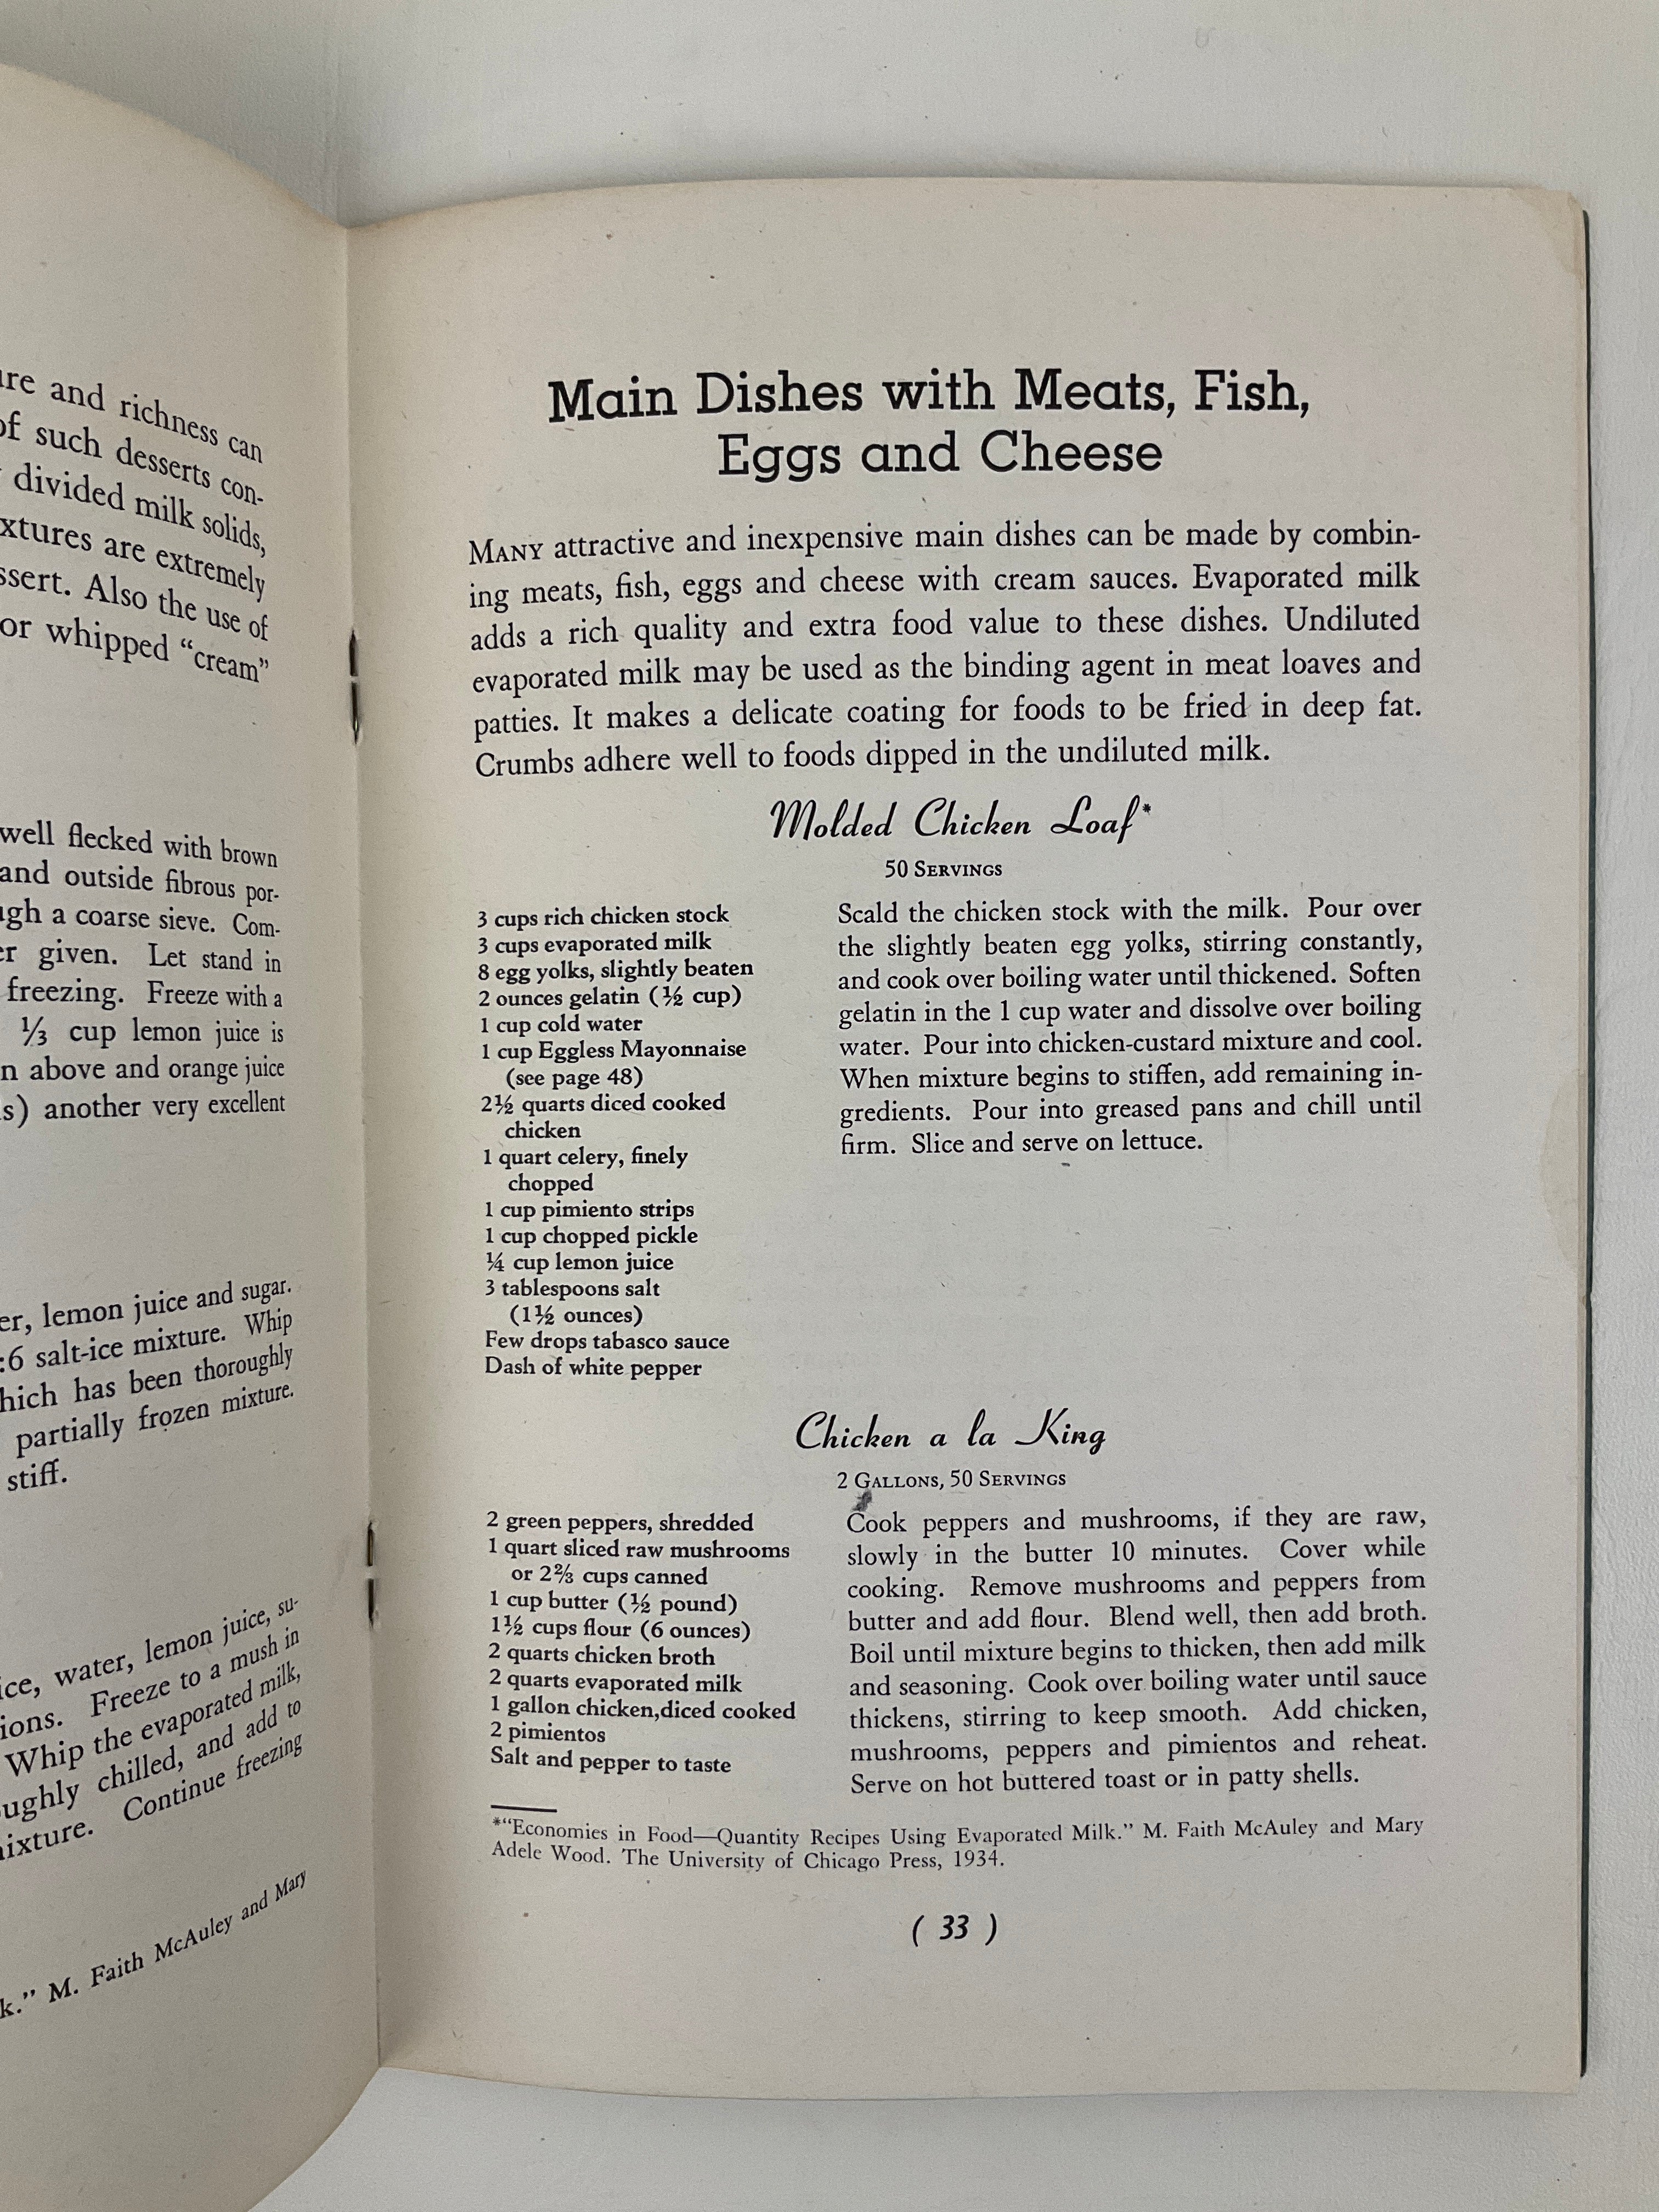 re and richness can
of such desserts con-
divided milk solids,
xtures are extremely
ssert. Also the use of
or whipped “cream”
well flecked with brown
and outside fibrous por-
gh a coarse sieve. Com-
er given. Let stand in
freezing. Freeze with a
⅓ cup lemon juice is
n above and orange juice
s) another very excellent
er, lemon juice and sugar.
:6 salt-ice mixture. Whip
hich has been thoroughly
partially frozen mixture.
stiff.
ice, water, lemon juice, su-
ions. Freeze to a mush in
Whip the evaporated milk,
ughly chilled, and add to
ixture. Continue freezing
k.” M. Faith McAuley and Mary
Main Dishes with Meats, Fish,
Eggs and Cheese
MANY attractive and inexpensive main dishes can be made by combin-
ing meats, fish, eggs and cheese with cream sauces. Evaporated milk
adds a rich quality and extra food value to these dishes. Undiluted
evaporated milk may be used as the binding agent in meat loaves and
patties. It makes a delicate coating for foods to be fried in deep fat.
Crumbs adhere well to foods dipped in the undiluted milk.
Molded Chicken Loaf*
50 SERVINGS
3 cups rich chicken stock
3 cups evaporated milk
8 egg yolks, slightly beaten
2 ounces gelatin (½ cup)
1 cup cold water
1 cup Eggless Mayonnaise
(see page 48)
2½ quarts diced cooked
chicken
1 quart celery, finely
chopped
1 cup pimiento strips
1 cup chopped pickle
¼ cup lemon juice
3 tablespoons salt
(1½ ounces)
Few drops tabasco sauce
Dash of white pepper
Scald the chicken stock with the milk. Pour over
the slightly beaten egg yolks, stirring constantly,
and cook over boiling water until thickened. Soften
gelatin in the 1 cup water and dissolve over boiling
water. Pour into chicken-custard mixture and cool.
When mixture begins to stiffen, add remaining in-
gredients. Pour into greased pans and chill until
firm. Slice and serve on lettuce.
Chicken a la King
2 GALLONS, 50 SERVINGS
2 green peppers, shredded
1 quart sliced raw mushrooms
or 2⅔ cups canned
1 cup butter (½ pound)
1½ cups flour (6 ounces)
2 quarts chicken broth
2 quarts evaporated milk
1 gallon chicken,diced cooked
2 pimientos
Salt and pepper to taste
Cook peppers and mushrooms, if they are raw,
slowly in the butter 10 minutes. Cover while
cooking. Remove mushrooms and peppers from
butter and add flour. Blend well, then add broth.
Boil until mixture begins to thicken, then add milk
and seasoning. Cook over boiling water until sauce
thickens, stirring to keep smooth. Add chicken,
mushrooms, peppers and pimientos and reheat.
Serve on hot buttered toast or in patty shells.
*“Economies in Food—Quantity Recipes Using Evaporated Milk.” M. Faith McAuley and Mary
Adele Wood. The University of Chicago Press, 1934.
( 33 )